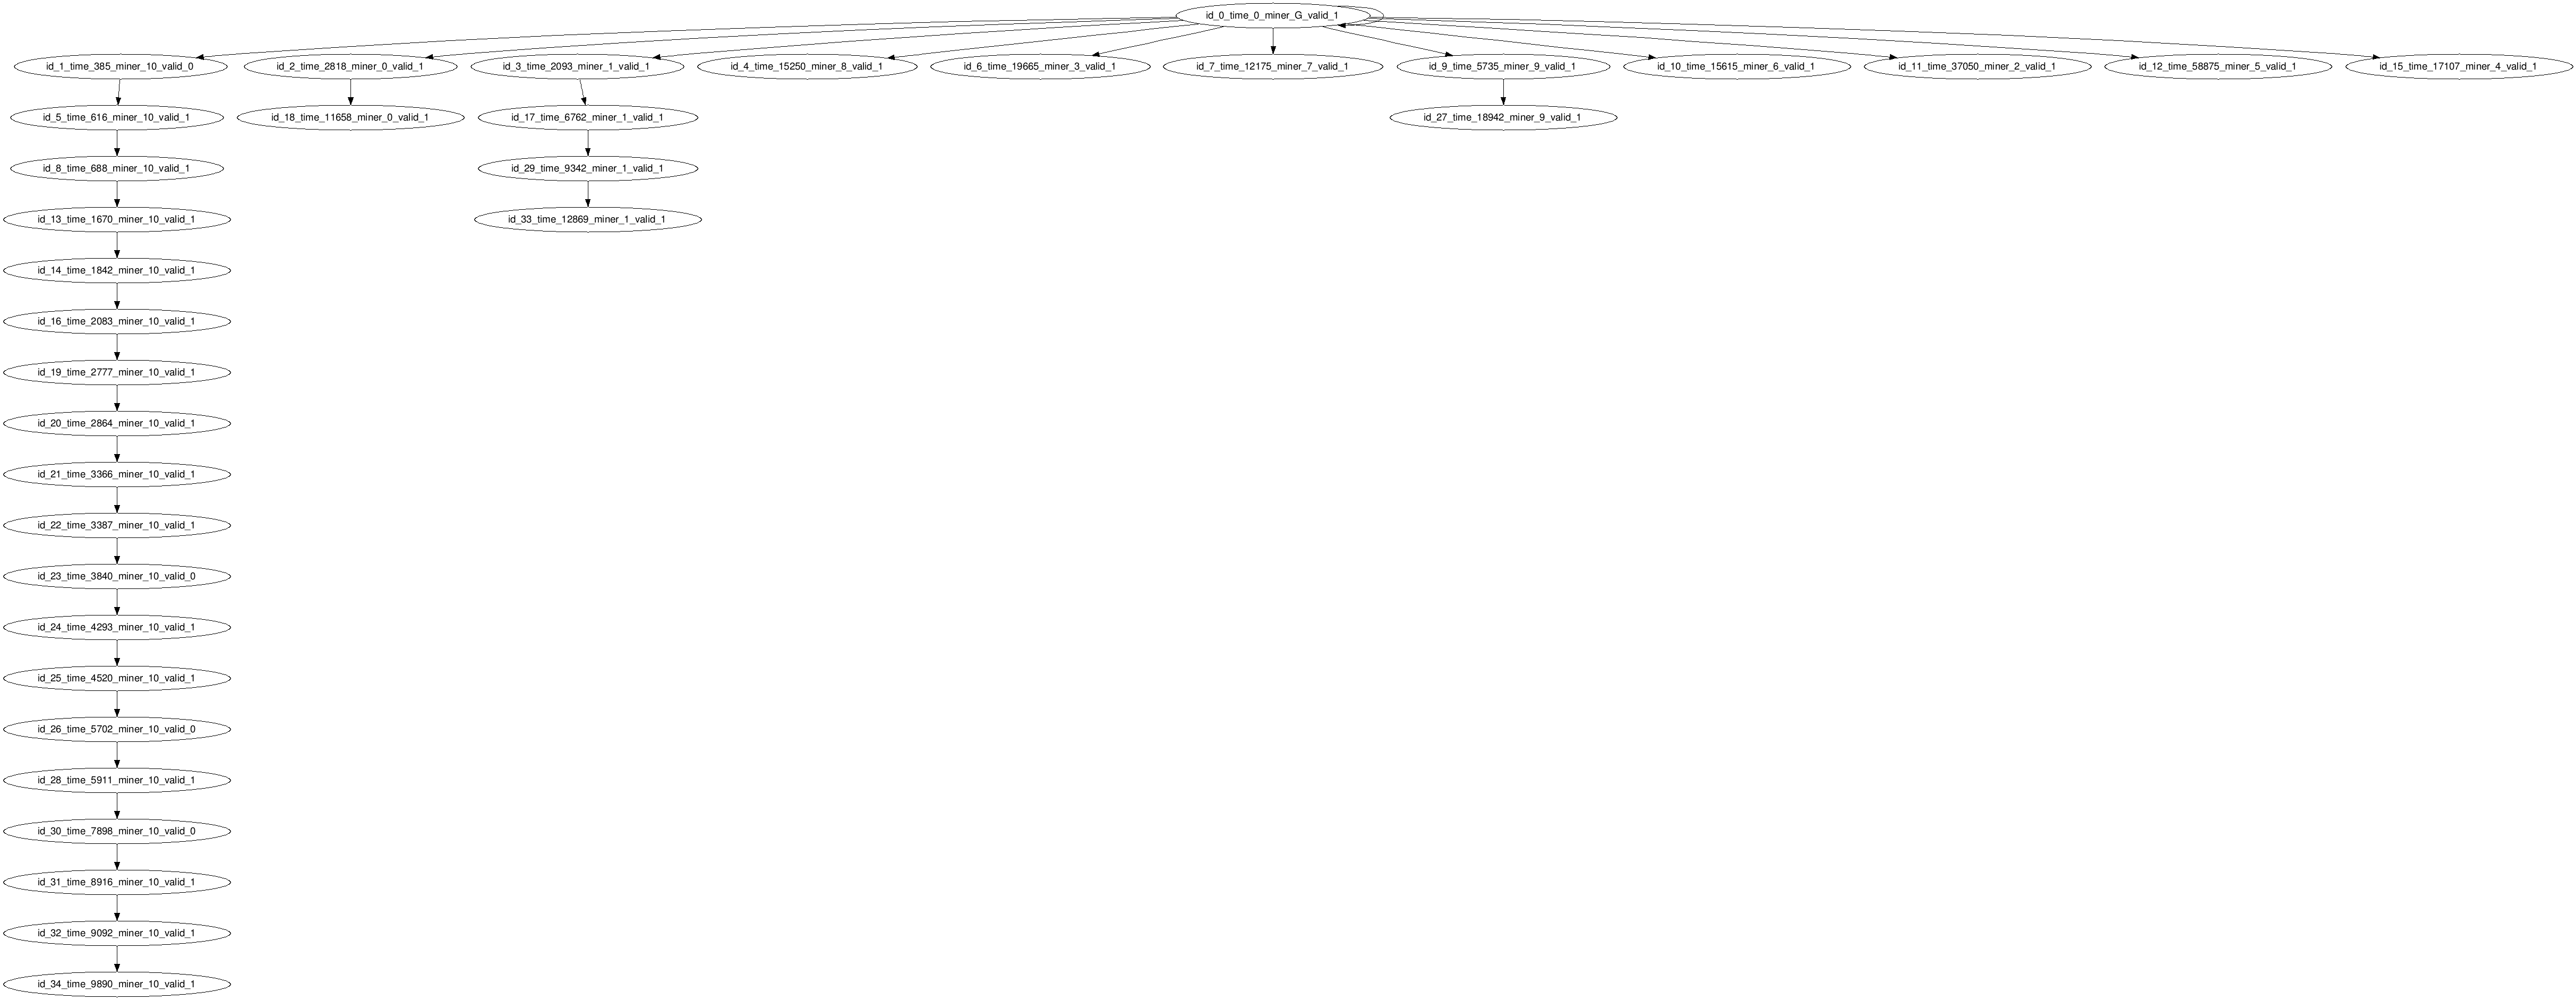 id_0_time_0_miner_G_valid_1
id_1_time_385_miner_10_valid_0
id_2_time_2818_miner_0_valid_1
id_3_time_2093_miner_1_valid_1
id_4_time_15250_miner_8_valid_1
id_6_time_19665_miner_3_valid_1
id_7_time_12175_miner_7_valid_1
id_9_time_5735_miner_9_valid_1
id_10_time_15615_miner_6_valid_1
id_11_time_37050_miner_2_valid_1
id_12_time_58875_miner_5_valid_1
id_15_time_17107_miner_4_valid_1
id_5_time_616_miner_10_valid_1
id_18_time_11658_miner_0_valid_1
id_17_time_6762_miner_1_valid_1
id_27_time_18942_miner_9_valid_1
id_8_time_688_miner_10_valid_1
id_29_time_9342_miner_1_valid_1
id_13_time_1670_miner_10_valid_1
id_33_time_12869_miner_1_valid_1
id_14_time_1842_miner_10_valid_1
id_16_time_2083_miner_10_valid_1
id_19_time_2777_miner_10_valid_1
id_20_time_2864_miner_10_valid_1
id_21_time_3366_miner_10_valid_1
id_22_time_3387_miner_10_valid_1
id_23_time_3840_miner_10_valid_0
id_24_time_4293_miner_10_valid_1
id_25_time_4520_miner_10_valid_1
id_26_time_5702_miner_10_valid_0
id_28_time_5911_miner_10_valid_1
id_30_time_7898_miner_10_valid_0
id_31_time_8916_miner_10_valid_1
id_32_time_9092_miner_10_valid_1
id_34_time_9890_miner_10_valid_1